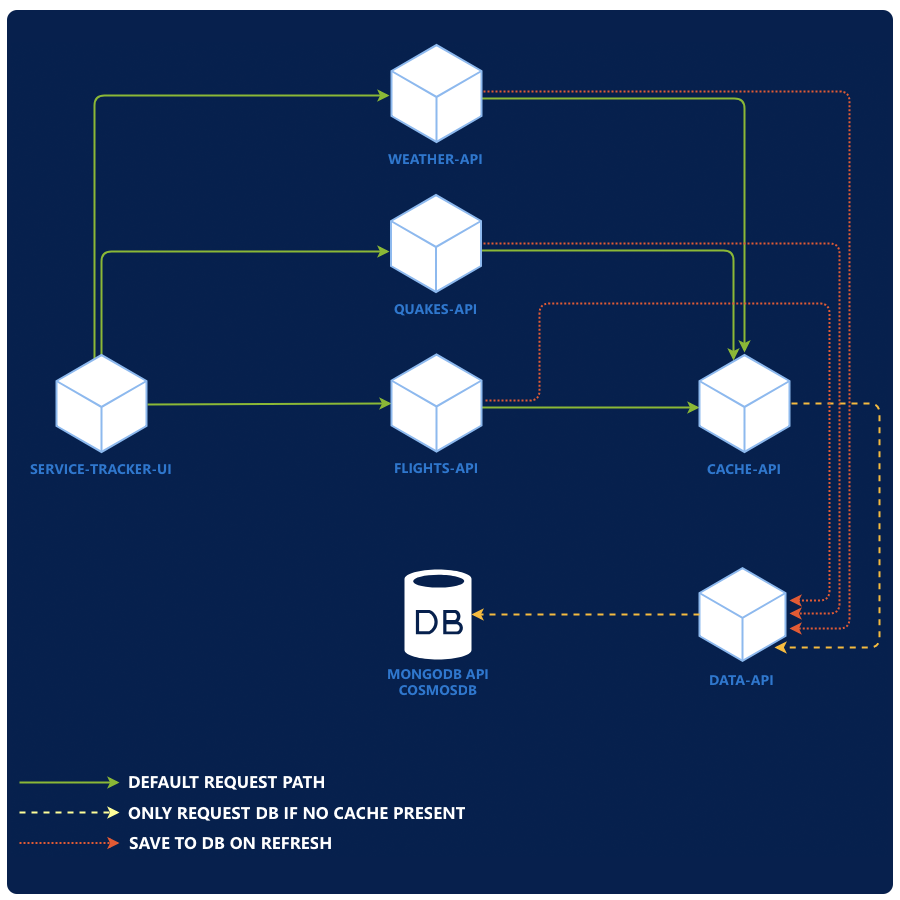 WEATHER-API
QUAKES-API
SERVICE-TRACKER-UI
FLIGHTS-API
CACHE-API
DB
MONGODB API
COSMOSDB
DATA-API
DEFAULT REQUEST PATH
ONLY REQUEST DB IF NO CACHE PRESENT
SAVE TO DB ON REFRESH